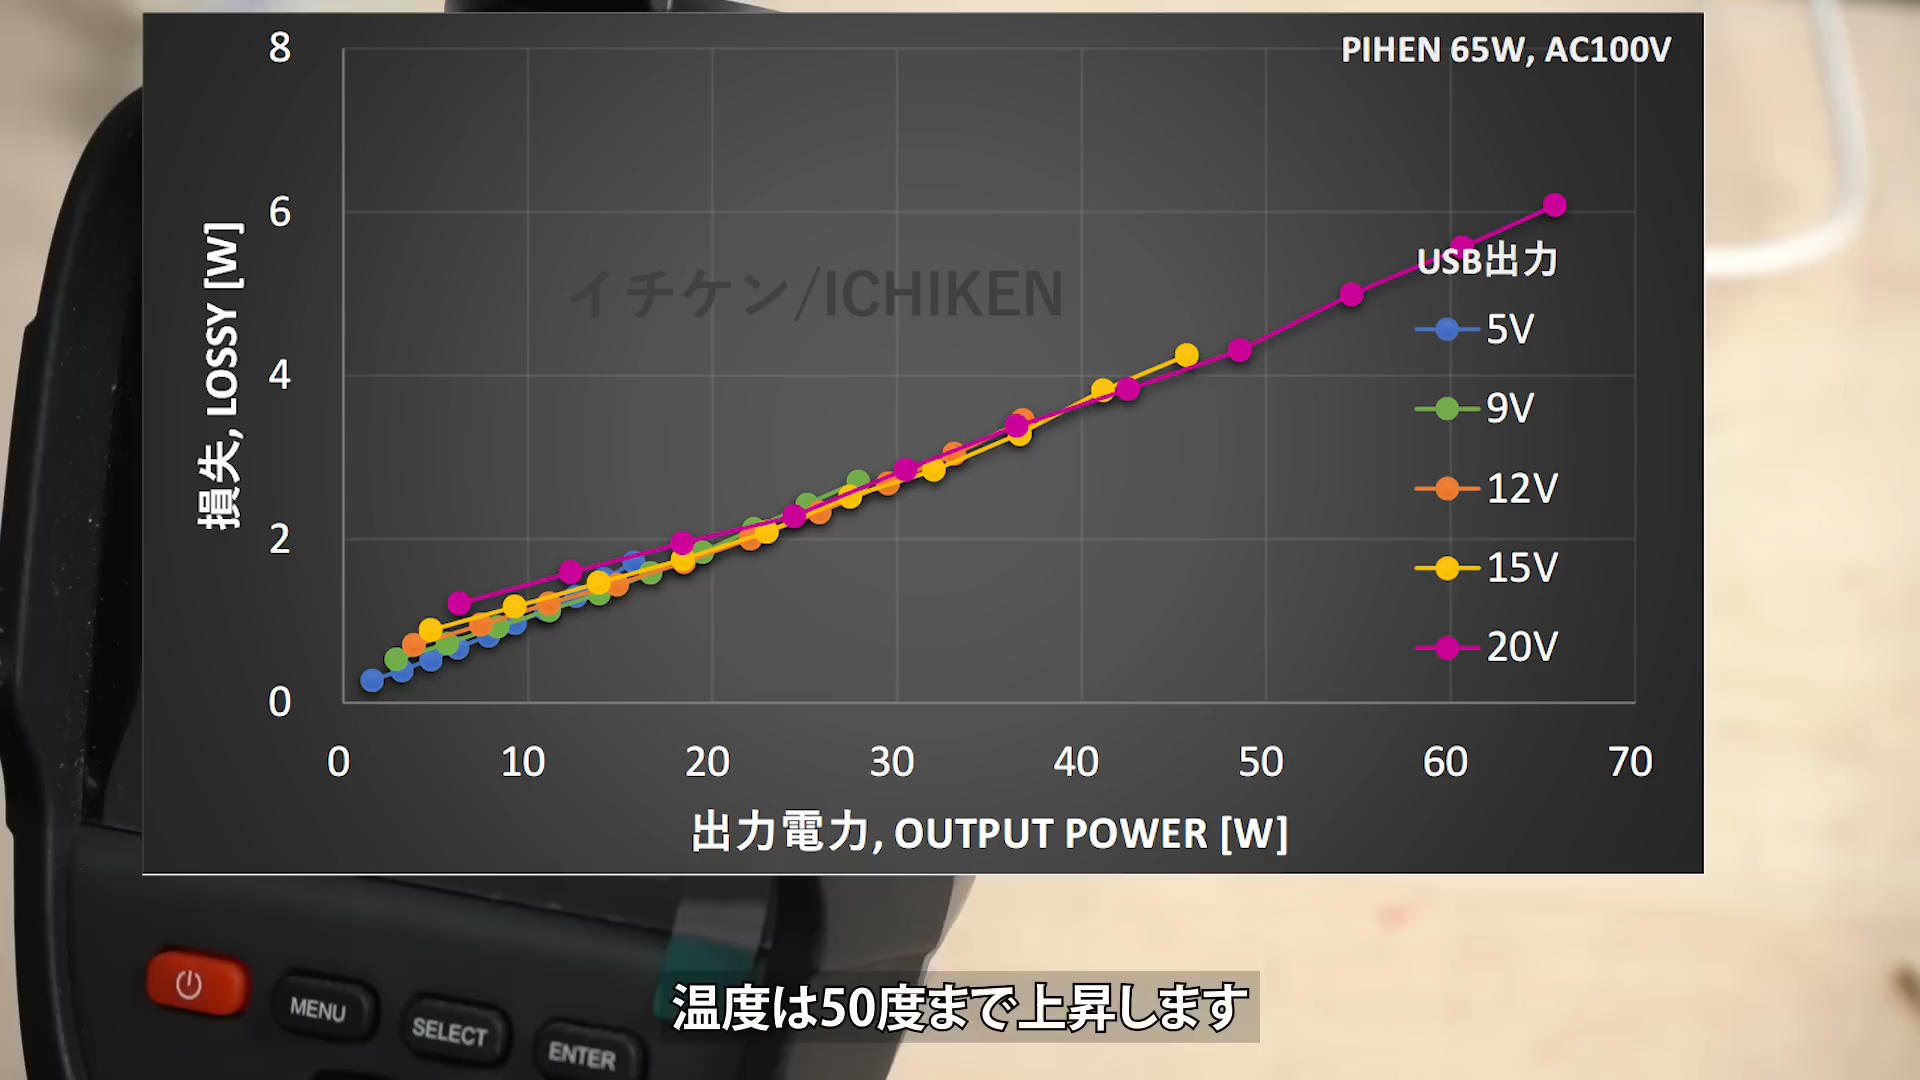 PIHEN 65W, AC100V
8
6
4
2
0
損失, LOSSY [W]
イチケン/ICHIKEN
USB出力
5V
9V
12V
15V
20V
0 10 20 30 40 50 60 70
出力電力, OUTPUT POWER [W]
MENU
SELECT
ENTER
温度は50度まで上昇します